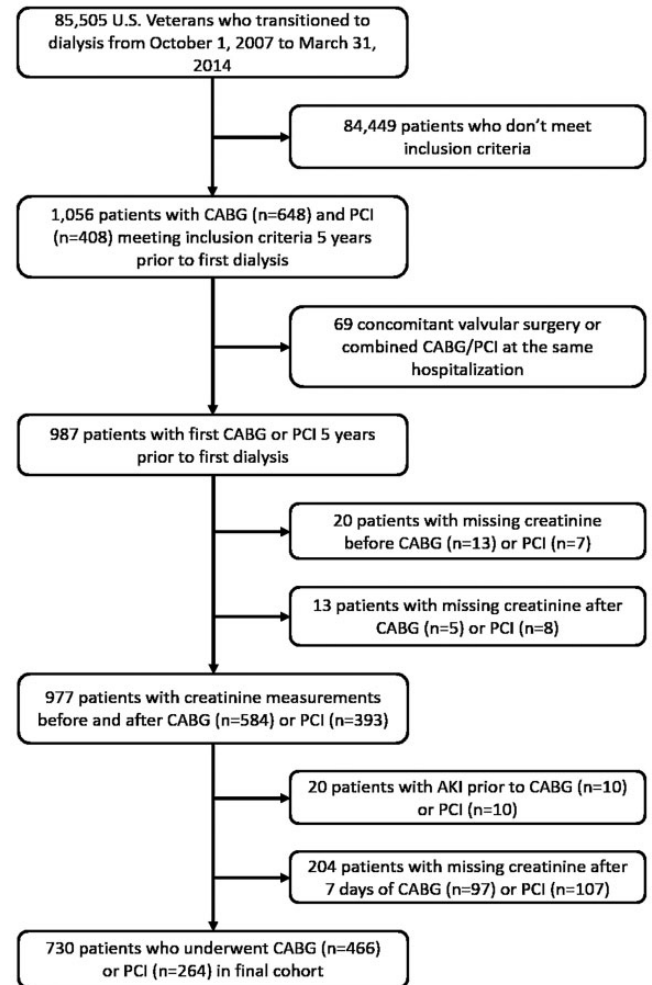 85,505 U.S. Veterans who transitioned to
dialysis from October 1, 2007 to March 31,
2014
84,449 patients who don't meet
inclusion criteria
1,056 patients with CABG (n=648) and PCI
(n=408) meeting inclusion criteria 5 years
prior to first dialysis
69 concomitant valvular surgery or
combined CABG/PCI at the same
hospitalization
987 patients with first CABG or PCI 5 years
prior to first dialysis
20 patients with missing creatinine
before CABG (n=13) or PCI (n=7)
13 patients with missing creatinine after
CABG (n=5) or PCI (n=8)
977 patients with creatinine measurements
before and after CABG (n=584) or PCI (n=393)
20 patients with AKI prior to CABG (n=10)
or PCI (n=10)
204 patients with missing creatinine after
7 days of CABG (n=97) or PCI (n=107)
730 patients who underwent CABG (n=466)
or PCI (n=264) in final cohort